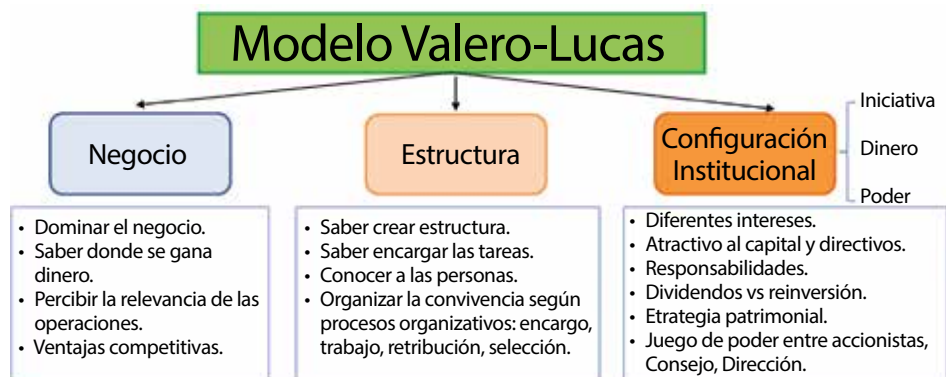 Modelo Valero-Lucas
Negocio
Estructura
Configuración
Institucional
Iniciativa
Dinero
Poder
• Dominar el negocio.
• Saber donde se gana
dinero.
• Percibir la relevancia de las
operaciones.
• Ventajas competitivas.
• Saber crear estructura.
• Saber encargar las tareas.
• Conocer a las personas.
• Organizar la convivencia según
procesos organizativos: encargo,
trabajo, retribución, selección.
• Diferentes intereses.
• Atractivo al capital y directivos.
• Responsabilidades.
• Dividendos vs reinversión.
• Etrategia patrimonial.
• Juego de poder entre accionistas,
Consejo, Dirección.